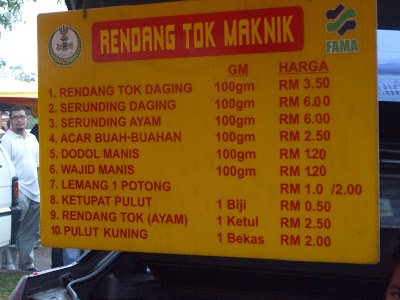 RENDANG TOK MAKNIK
FAMA
GM HARGA
1. RENDANG TOK DAGING 100gm RM 3.50
2. SERUNDING DAGING 100gm RM 6.00
3. SERUNDING AYAM 100gm RM 6.00
4. ACAR BUAH-BUAHAN 100gm RM 2.50
5. DODOL MANIS 100gm RM 1.20
6. WAJID MANIS 100gm RM 1.20
7. LEMANG 1 POTONG RM 1.0 /2.00
8. KETUPAT PULUT 1 Biji RM 0.50
9. RENDANG TOK (AYAM) 1 Ketul RM 2.50
10. PULUT KUNING 1 Bekas RM 2.00